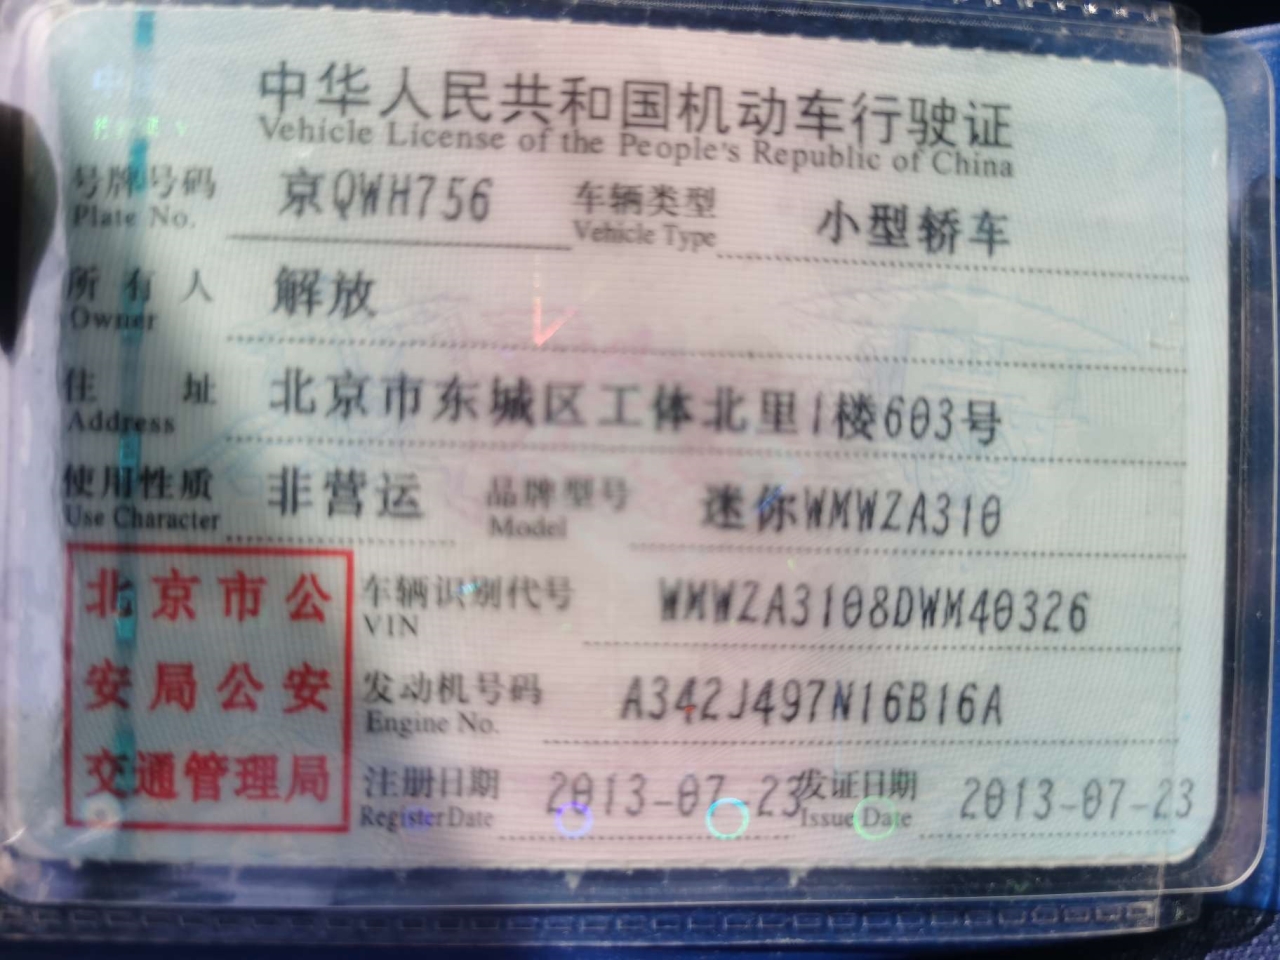 中华人民共和国机动车行驶证
Vehicle License of the People's Republic of China
号牌号码 京QWH756 车辆类型 小型轿车
Plate No. Vehicle Type
所有人 解放
Owner
住址 北京市东城区工体北里1楼603号
Address
使用性质 非营运 品牌型号 迷你WMWZA310
Use Character Model
北京市公安局公安交通管理局
车辆识别代号 WMWZA3108DWM40326
VIN
发动机号码 A342J497N16B16A
Engine No.
注册日期 2013-07-23 发证日期 2013-07-23
Register Date Issue Date